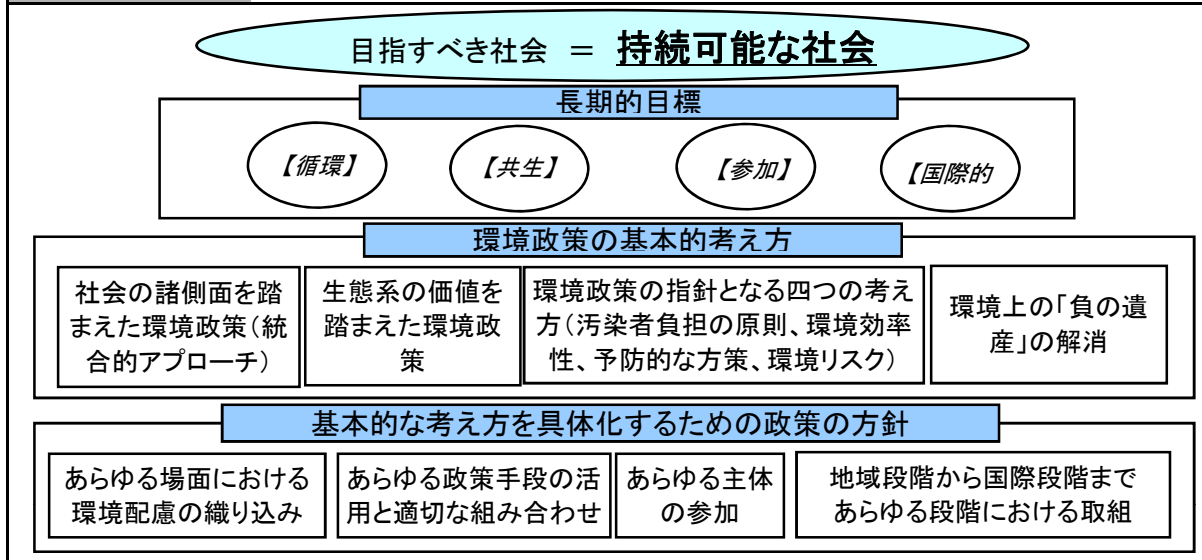 目指すべき社会 = 持続可能な社会
長期的目標
【循環】
【共生】
【参加】
【国際的
環境政策の基本的考え方
社会の諸側面を踏
まえた環境政策(統
合的アプローチ)
生態系の価値を
踏まえた環境政
策
環境政策の指針となる四つの考え
方(汚染者負担の原則、環境効率
性、予防的な方策、環境リスク)
環境上の「負の遺
産」の解消
基本的な考え方を具体化するための政策の方針
あらゆる場面における
環境配慮の織り込み
あらゆる政策手段の活
用と適切な組み合わせ
あらゆる主体
の参加
地域段階から国際段階まで
あらゆる段階における取組